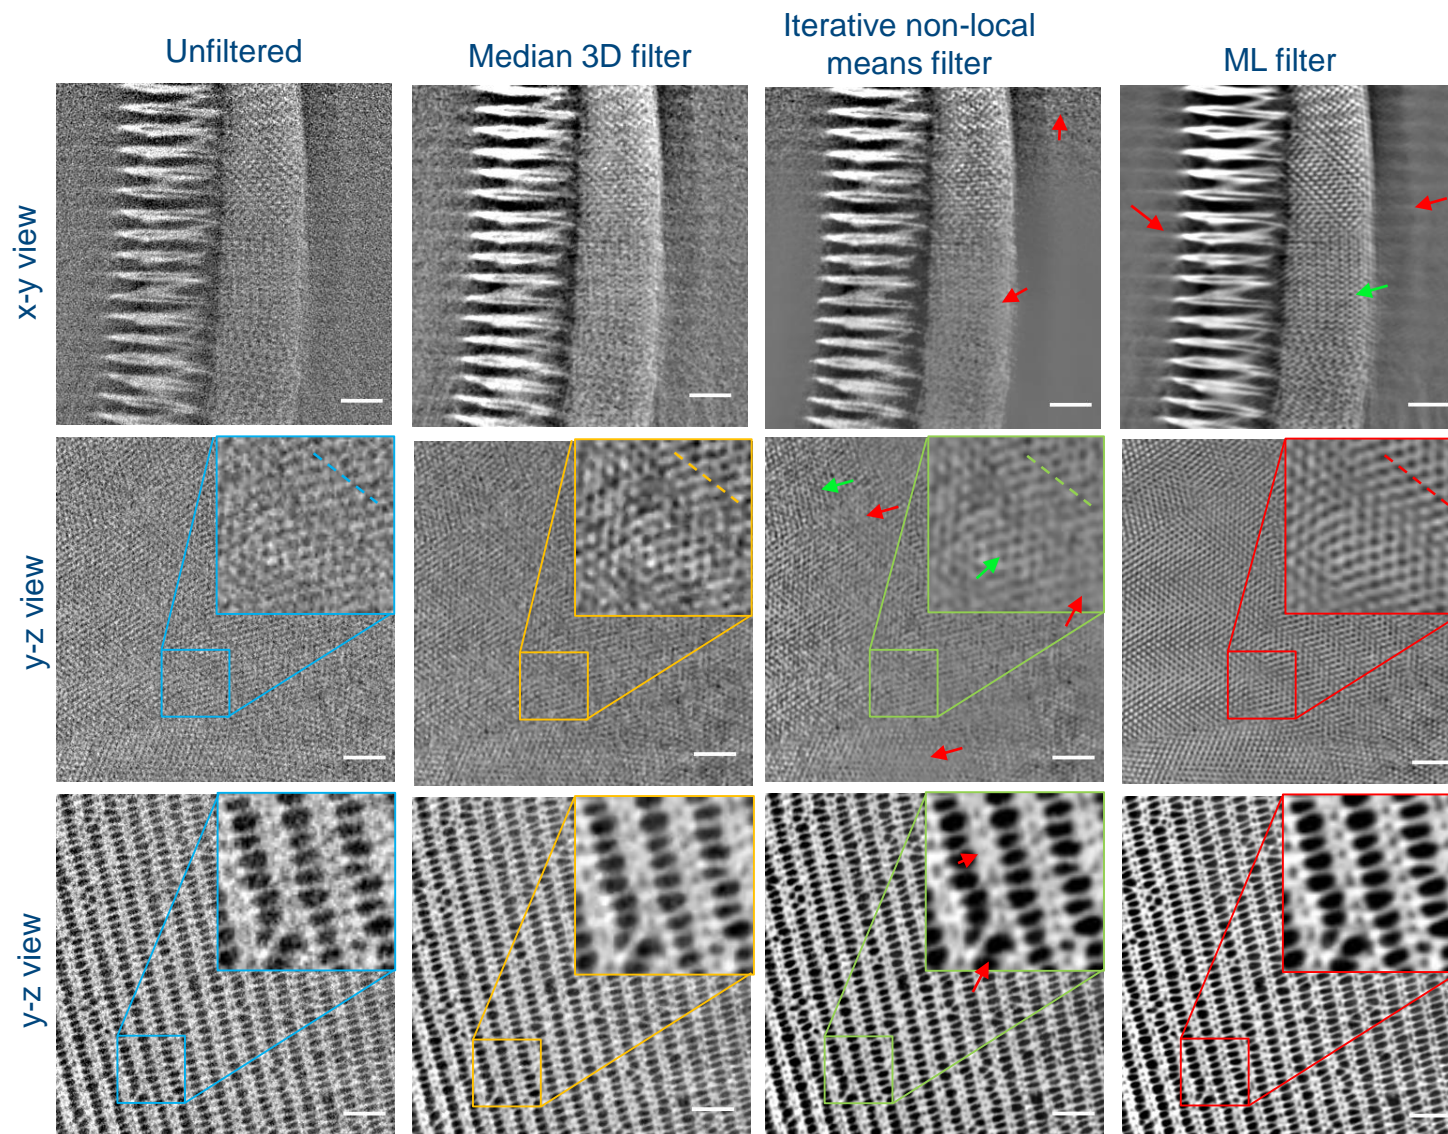 Unfiltered
Median 3D filter
Iterative non-local
means filter
ML filter
x-y view
y-z view
y-z view